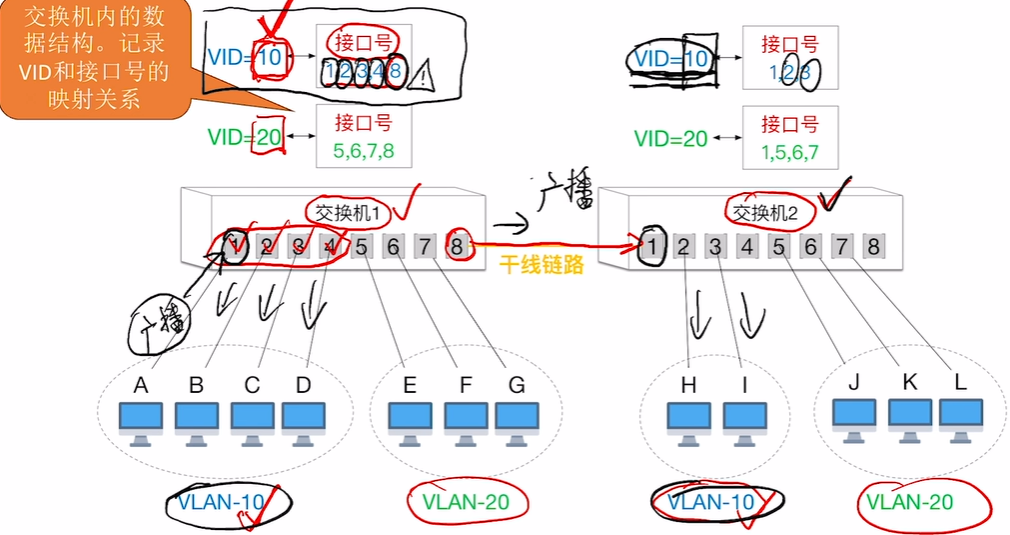 交换机内的数
据结构。记录
VID和接口号的
映射关系
VID=10
接口号
1,2,3,4,8
VID=20
接口号
5,6,7,8
VID=10
接口号
1,2,3
VID=20
接口号
1,5,6,7
广播
交换机1
1 2 3 4 5 6 7 8
干线链路
交换机2
1 2 3 4 5 6 7 8
广播
A B C D E F G H I J K L
VLAN-10
VLAN-20
VLAN-10
VLAN-20